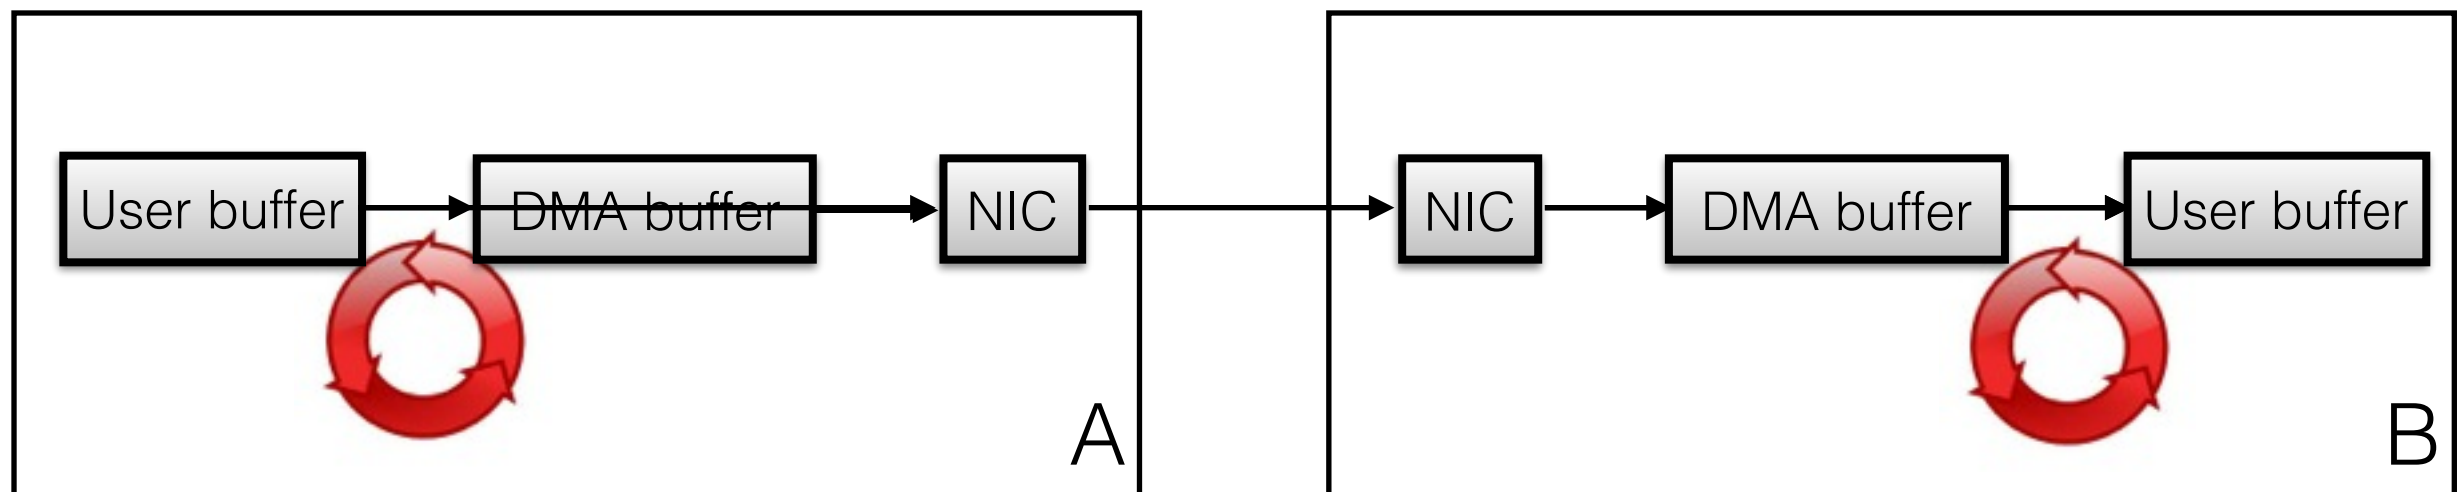 User buffer
DMA buffer
NIC
NIC
DMA buffer
User buffer
A
B